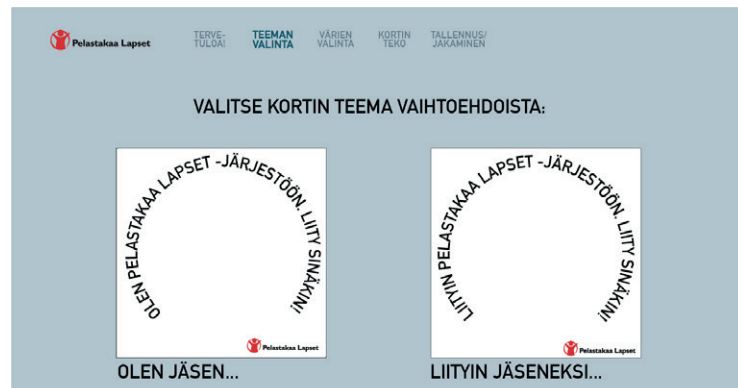 Pelastakaa Lapset
TERVE-
TULOA!
TEEMAN
VALINTA
VÄRIEN
VALINTA
KORTIN
TEKO
TALLENNUS/
JAKAMINEN
VALITSE KORTIN TEEMA VAIHTOEHDOISTA:
OLEN PELASTAKAA LAPSET -JÄRJESTÖÖN. LIITY SINÄKIN!
Pelastakaa Lapset
OLEN JÄSEN...
LIITYIN PELASTAKAA LAPSET -JÄRJESTÖÖN. LIITY SINÄKIN!
Pelastakaa Lapset
LIITYIN JÄSENEKSI...